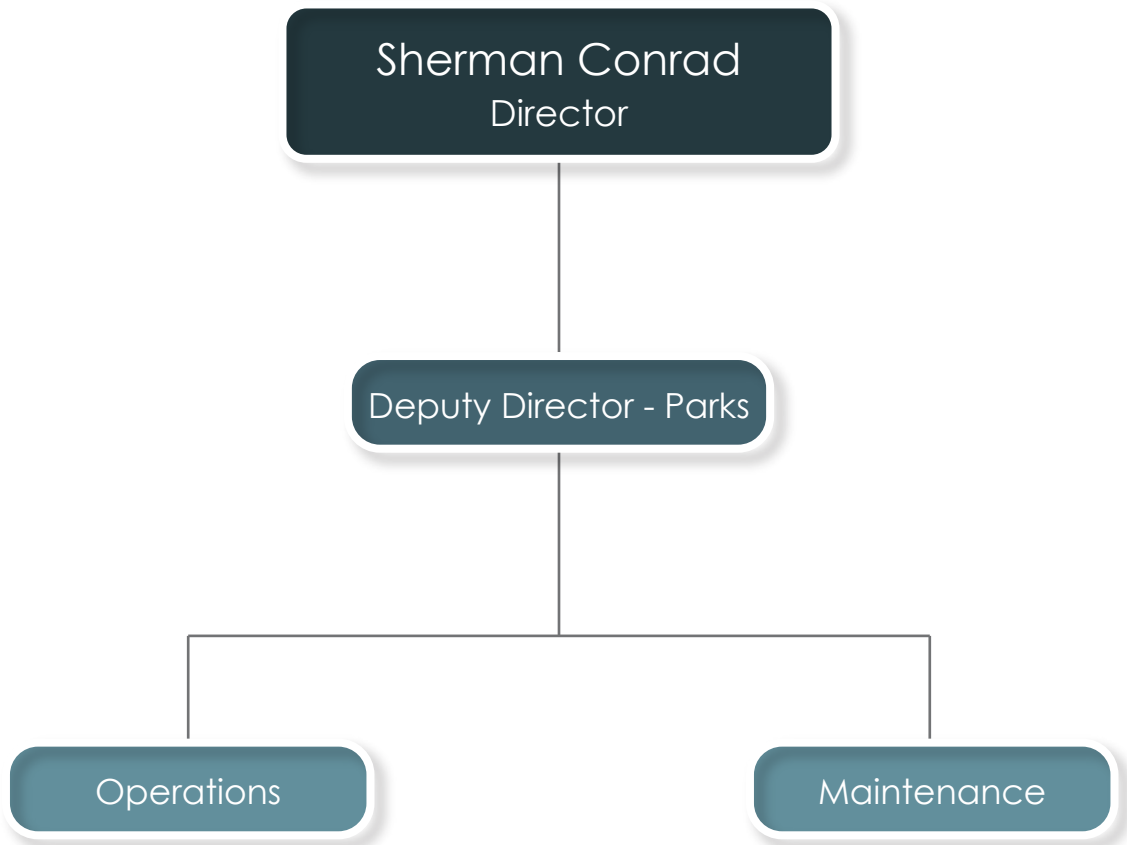 Sherman Conrad
Director
Deputy Director - Parks
Operations
Maintenance